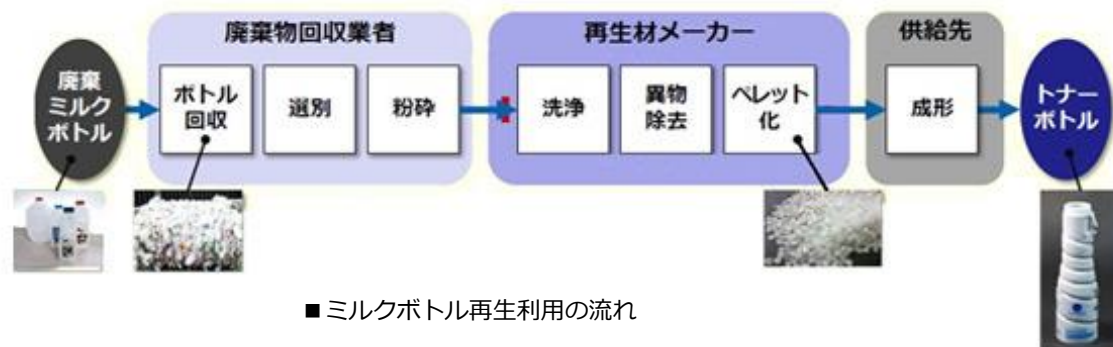 廃棄物回収業者
再生材メーカー
供給先
廃棄
ミルク
ボトル
ボトル
回収
選別
粉砕
洗浄
異物
除去
ペレット
化
成形
トナー
ボトル
■ミルクボトル再生利用の流れ